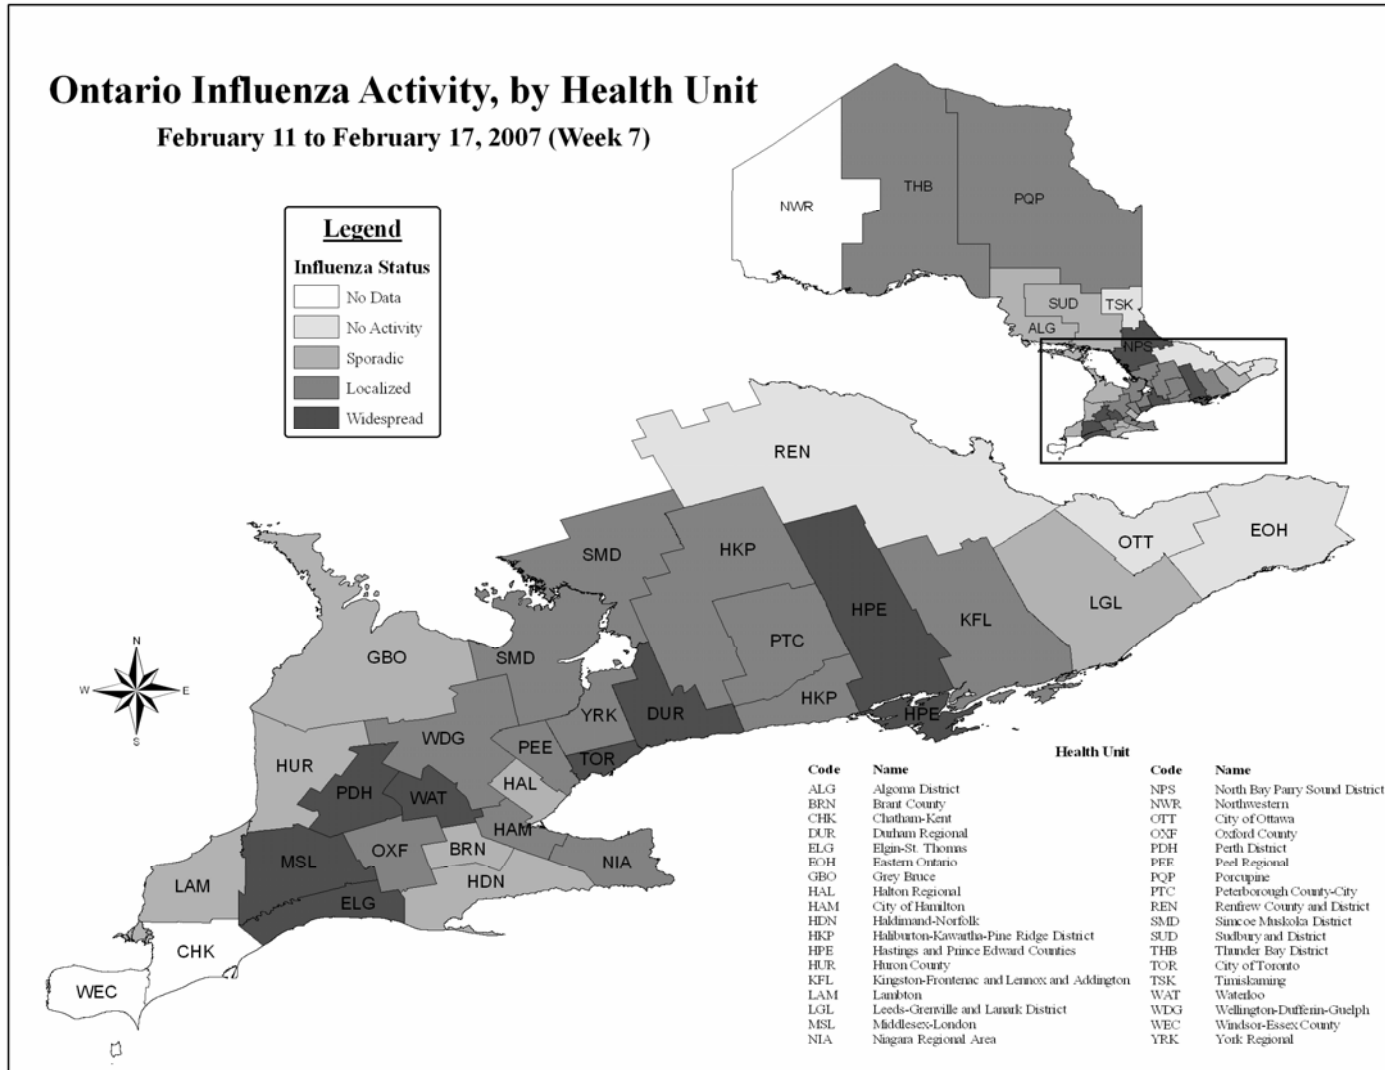 Ontario Influenza Activity, by Health Unit
February 11 to February 17, 2007 (Week 7)
Legend
Influenza Status
No Data
No Activity
Sporadic
Localized
Widespread
NWR
THB
PQP
SUD
TSK
ALG
NPS
REN
SMD
HKP
OTT
EOH
HPE
KFL
LGL
PTC
GBO
SMD
HKP
YRK
DUR
HPE
WDG
PEE
TOR
HUR
HAL
PDH
WAT
HAM
MSL
OXF
BRN
NIA
LAM
HDN
ELG
CHK
WEC
N
W
E
S
Health Unit
Code Name
ALG Algoma District
BRN Brant County
CHK Chatham-Kent
DUR Durham Regional
ELG Elgin-St. Thomas
EOH Eastern Ontario
GBO Grey Bruce
HAL Halton Regional
HAM City of Hamilton
HDN Haldimand-Norfolk
HKP Haliburton-Kawartha-Pine Ridge District
HPE Hastings and Prince Edward Counties
HUR Huron County
KFL Kingston-Frontenac and Lennox and Addington
LAM Lambton
LGL Leeds-Grenville and Lanark District
MSL Middlesex-London
NIA Niagara Regional Area
Code Name
NPS North Bay Parry Sound District
NWR Northwestern
OTT City of Ottawa
OXF Oxford County
PDH Perth District
PEE Peel Regional
PQP Porcupine
PTC Peterborough County-City
REN Renfrew County and District
SMD Simcoe Muskoka District
SUD Sudbury and District
THB Thunder Bay District
TOR City of Toronto
TSK Timiskaming
WAT Waterloo
WDG Wellington-Dufferin-Guelph
WEC Windsor-Essex County
YRK York Regional